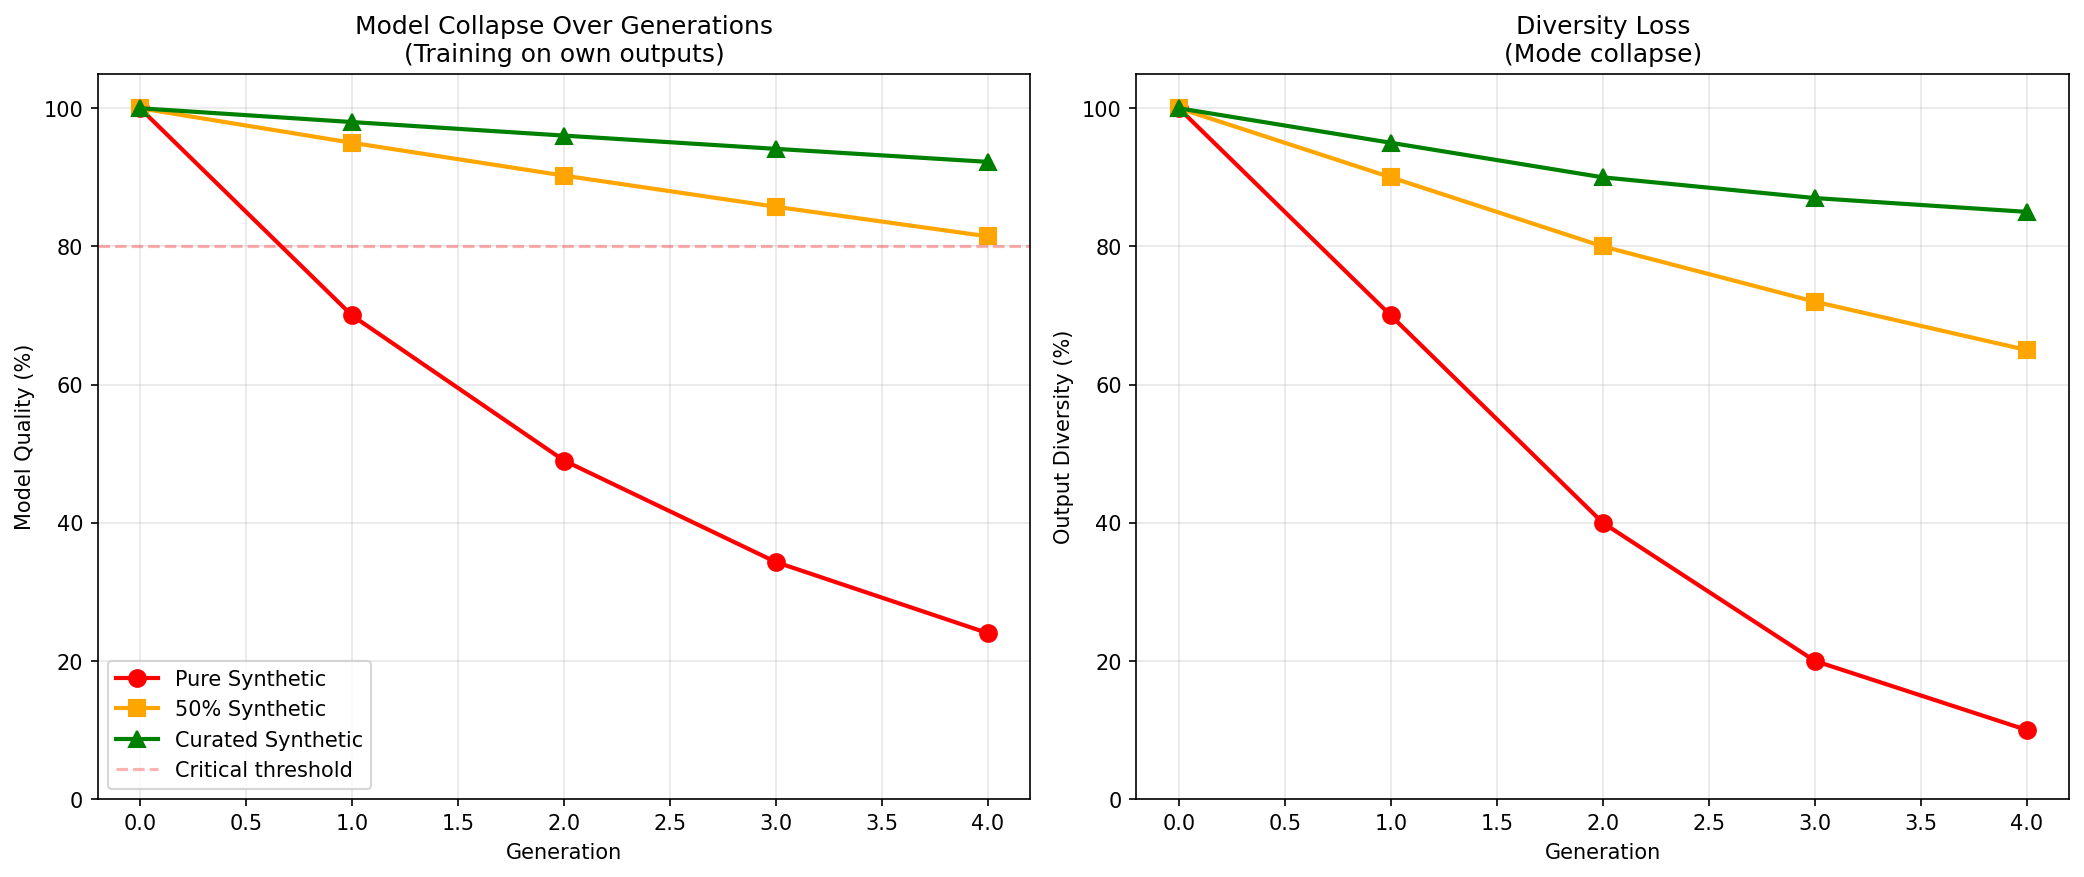 Model Collapse Over Generations
(Training on own outputs)
Model Quality (%)
100
80
60
40
20
0
Pure Synthetic
50% Synthetic
Curated Synthetic
Critical threshold
0.0 0.5 1.0 1.5 2.0 2.5 3.0 3.5 4.0
Generation
Diversity Loss
(Mode collapse)
Output Diversity (%)
100
80
60
40
20
0
0.0 0.5 1.0 1.5 2.0 2.5 3.0 3.5 4.0
Generation